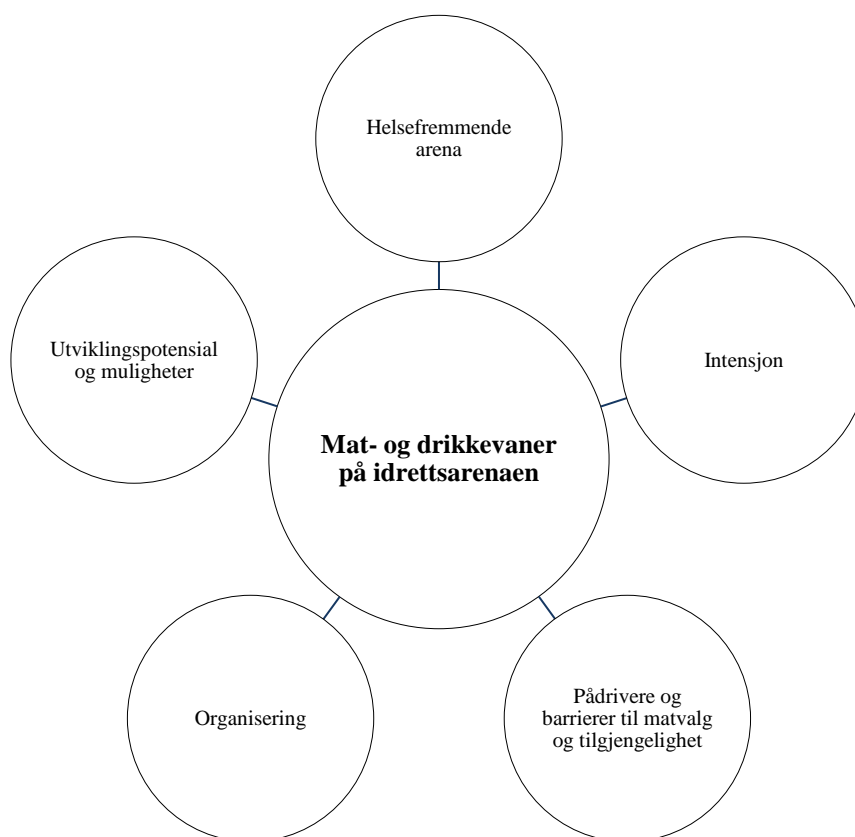 Helsefremmende
arena
Utviklingspotensial
og muligheter
Intensjon
Mat- og drikkevaner
på idrettsarenaen
Organisering
Pådrivere og
barrierer til matvalg
og tilgjengelighet